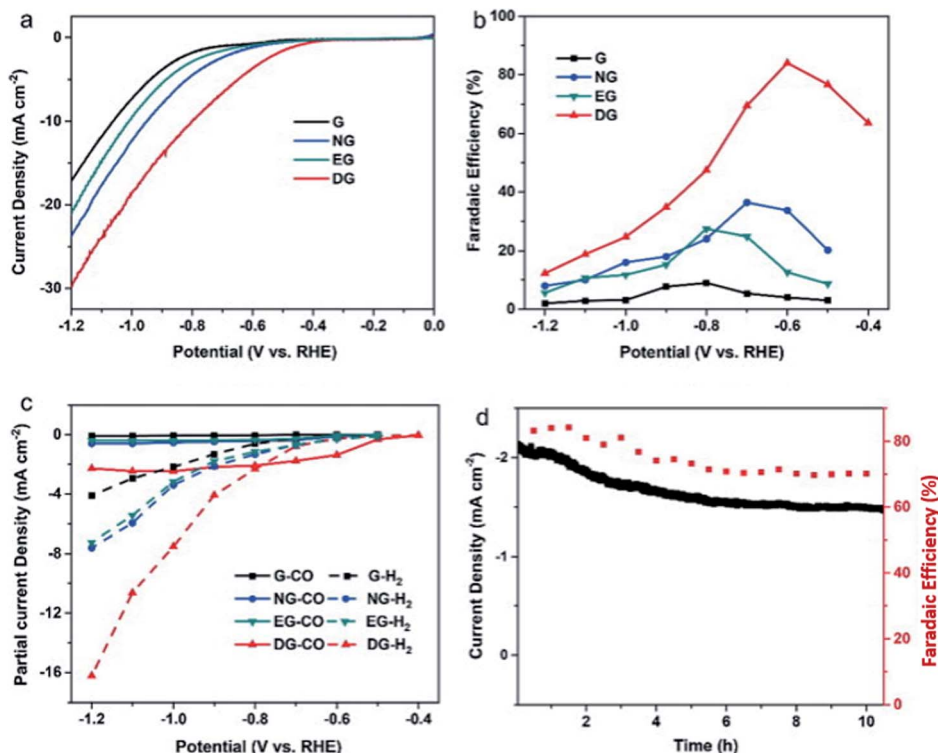 a
0
-10
-20
-30
Current Density (mA cm⁻²)
G
NG
EG
DG
-1.2
-1.0
-0.8
-0.6
-0.4
-0.2
0.0
Potential (V vs. RHE)
b
100
80
60
40
20
0
Faradaic Efficiency (%)
G
NG
EG
DG
-1.2
-1.0
-0.8
-0.6
-0.4
Potential (V vs. RHE)
c
0
-4
-8
-12
-16
Partial current Density (mA cm⁻²)
G-CO
G-H₂
NG-CO
NG-H₂
EG-CO
EG-H₂
DG-CO
DG-H₂
-1.2
-1.0
-0.8
-0.6
-0.4
Potential (V vs. RHE)
d
-2
-1
0
Current Density (mA cm⁻²)
80
60
40
20
0
Faradaic Efficiency (%)
2
4
6
8
10
Time (h)